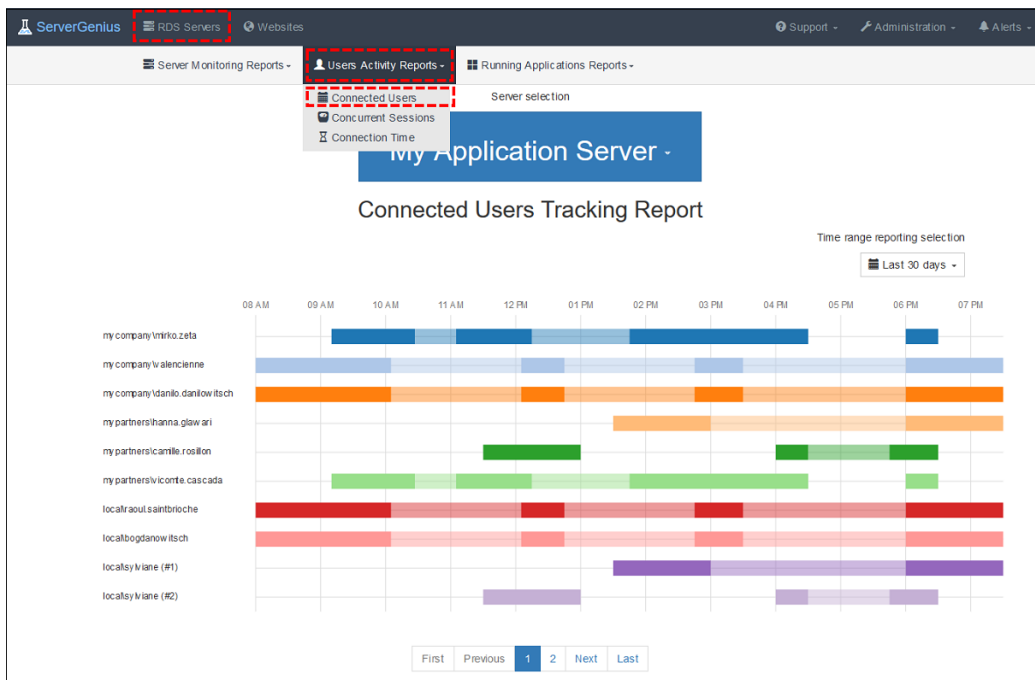 ServerGenius RDS Servers Websites Support Administration Alerts
Server Monitoring Reports Users Activity Reports Running Applications Reports
Connected Users
Concurrent Sessions
Connection Time
Server selection
My Application Server
Connected Users Tracking Report
Time range reporting selection
Last 30 days
08 AM 09 AM 10 AM 11 AM 12 PM 01 PM 02 PM 03 PM 04 PM 05 PM 06 PM 07 PM
mycompany\mirko.zeta
mycompany\valencienne
mycompany\danilo.danilowitsch
mypartners\hanna.glawari
mypartners\camille.rosillon
mypartners\vicomte.cascada
local\raoul.saintbrioche
local\bogdanowitsch
local\sylviane (#1)
local\sylviane (#2)
First Previous 1 2 Next Last